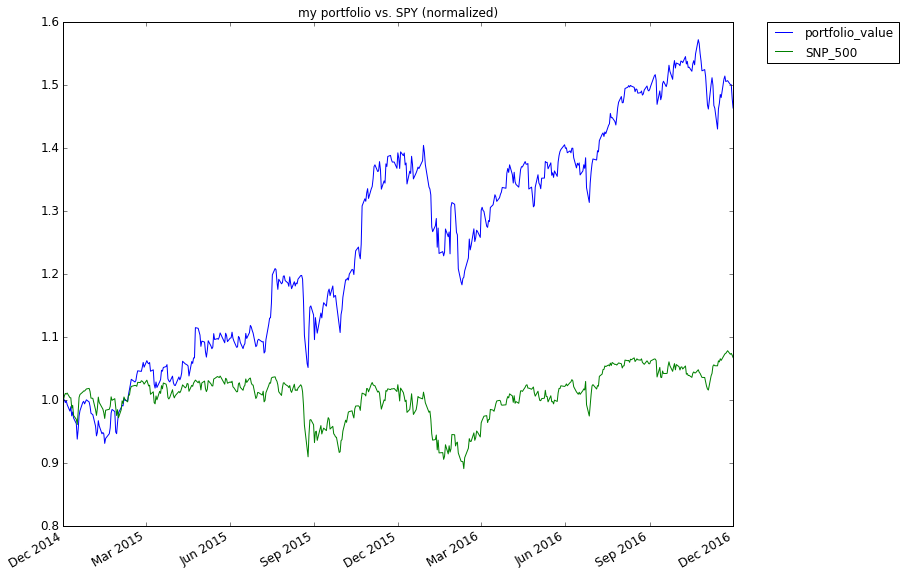 my portfolio vs. SPY (normalized)
portfolio_value
SNP_500
1.6
1.5
1.4
1.3
1.2
1.1
1.0
0.9
0.8
Dec 2014
Mar 2015
Jun 2015
Sep 2015
Dec 2015
Mar 2016
Jun 2016
Sep 2016
Dec 2016